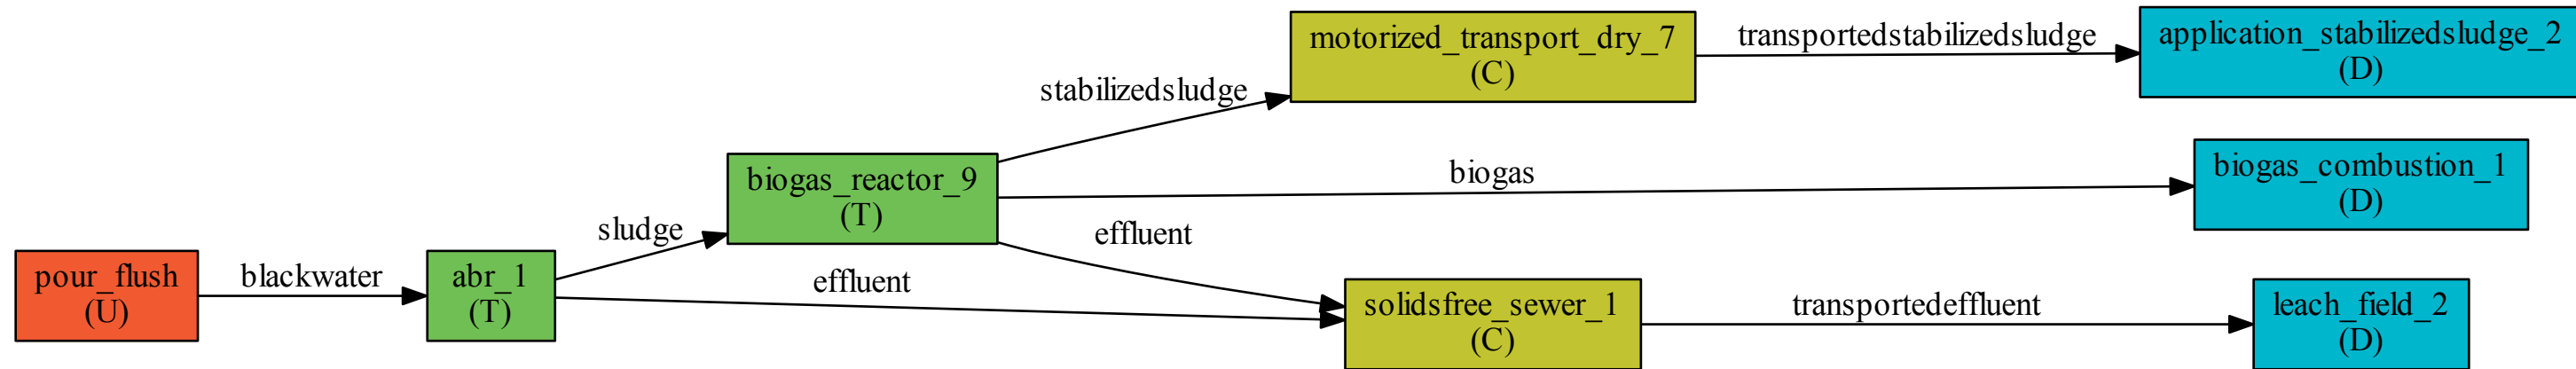 pour_flush
(U)
blackwater
abr_1
(T)
sludge
effluent
biogas_reactor_9
(T)
stabilizedsludge
biogas
effluent
motorized_transport_dry_7
(C)
transportedstabilizedsludge
application_stabilizedsludge_2
(D)
biogas_combustion_1
(D)
solidsfree_sewer_1
(C)
transportedeffluent
leach_field_2
(D)